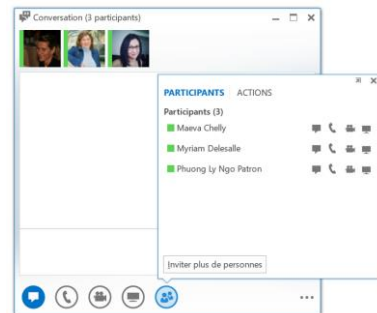 Conversation (3 participants)
PARTICIPANTS ACTIONS
Participants (3)
Maeva Chelly
Myriam Delesalle
Phuong Ly Ngo Patron
Inviter plus de personnes